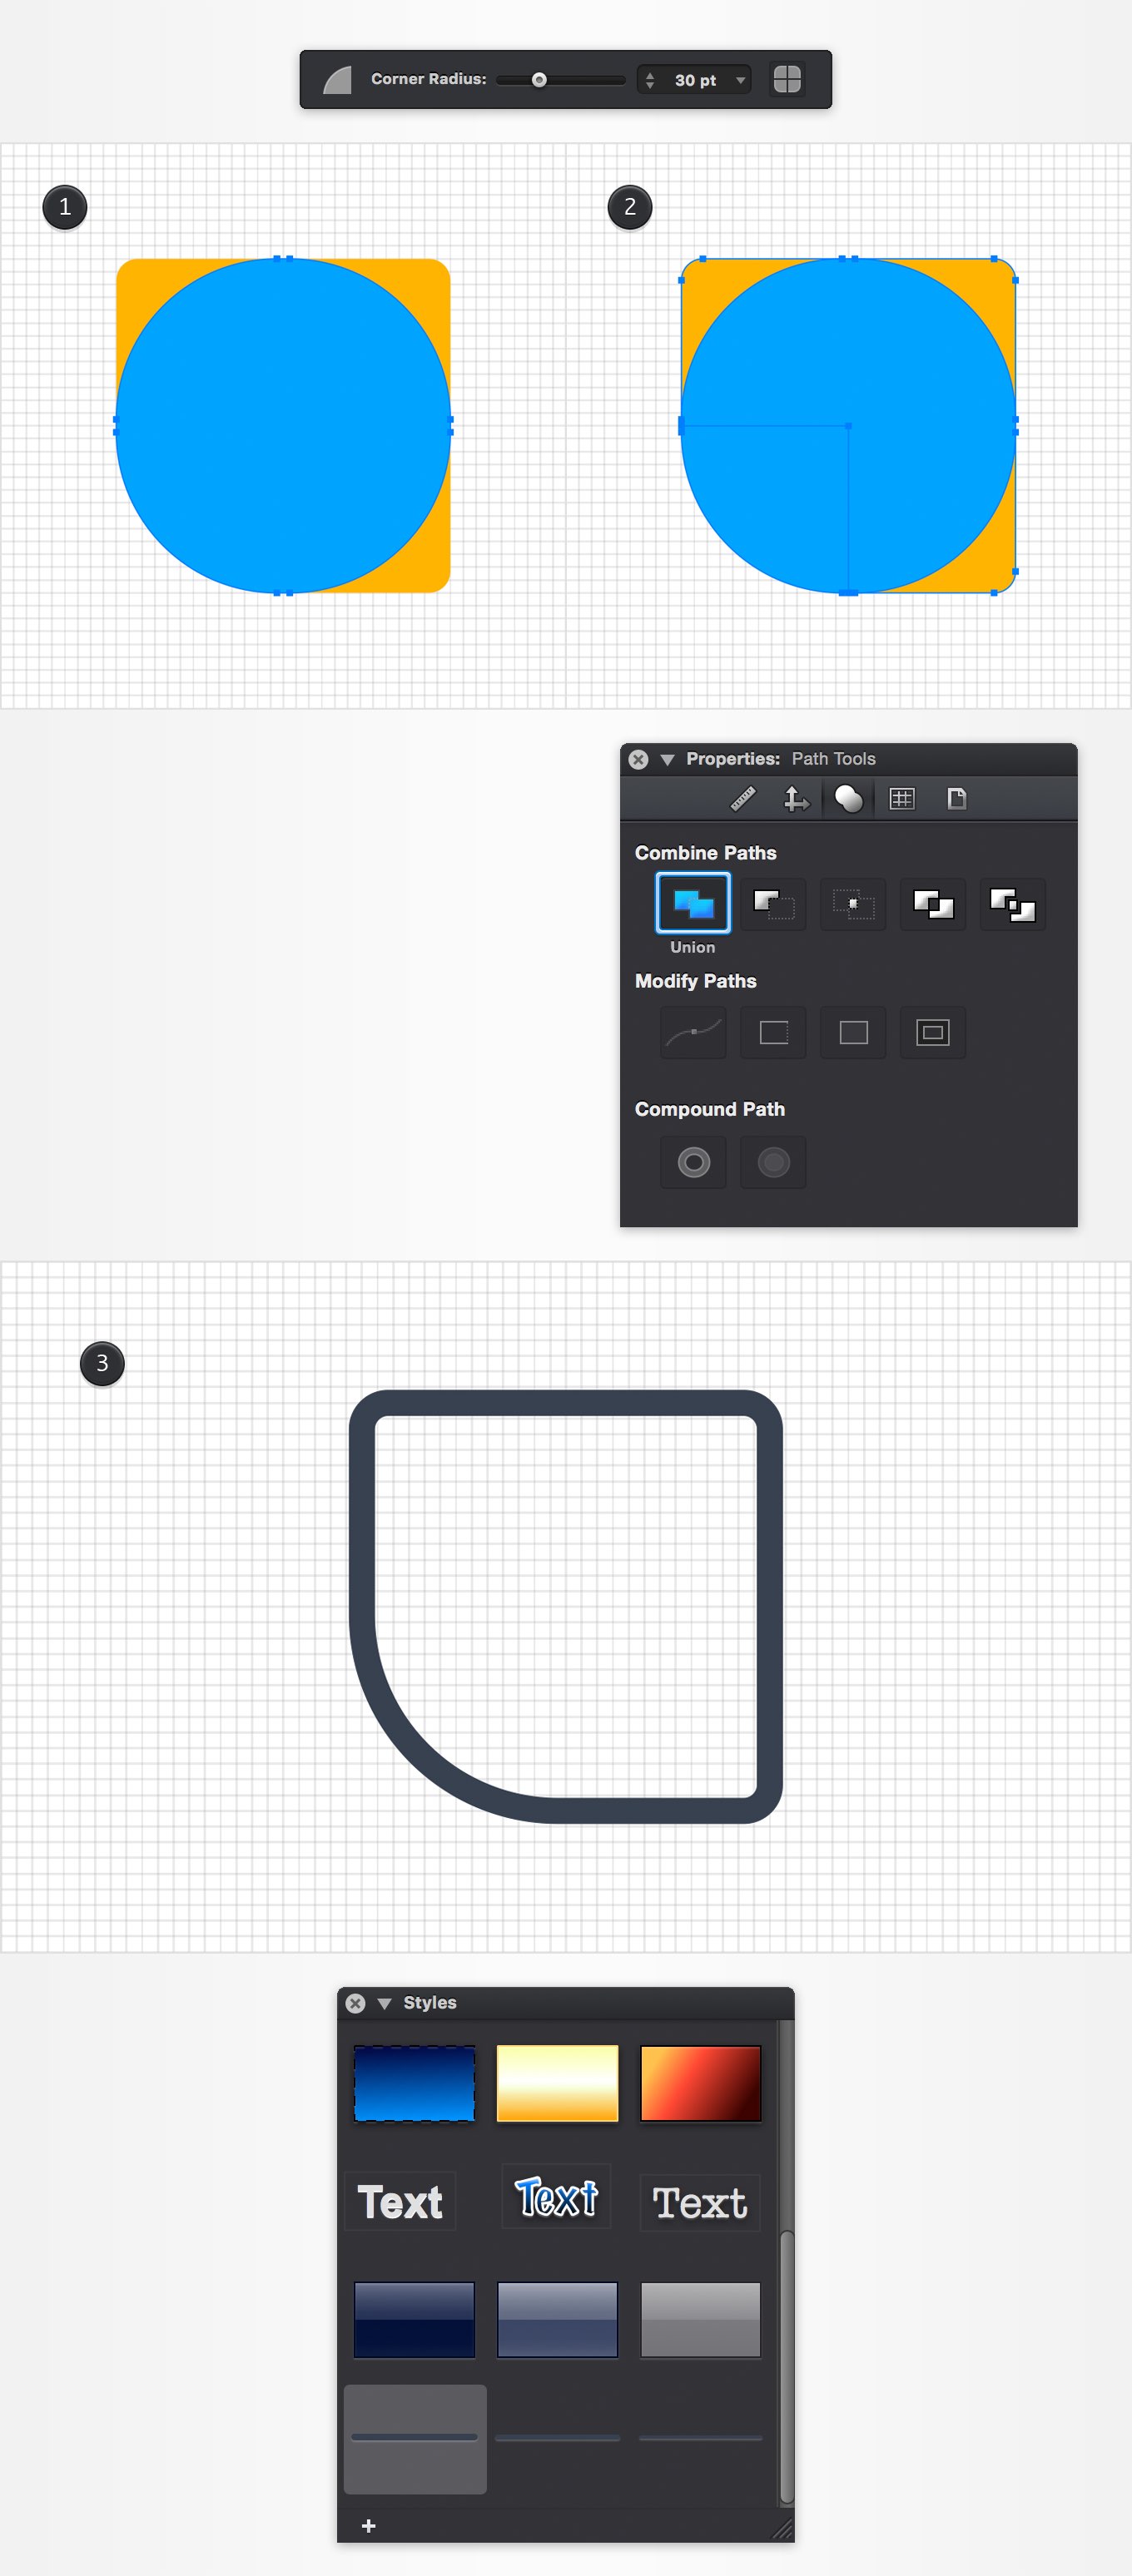 Corner Radius: 30 pt
1
2
Properties: Path Tools
Combine Paths
Union
Modify Paths
Compound Path
3
Styles
Text Text Text
+